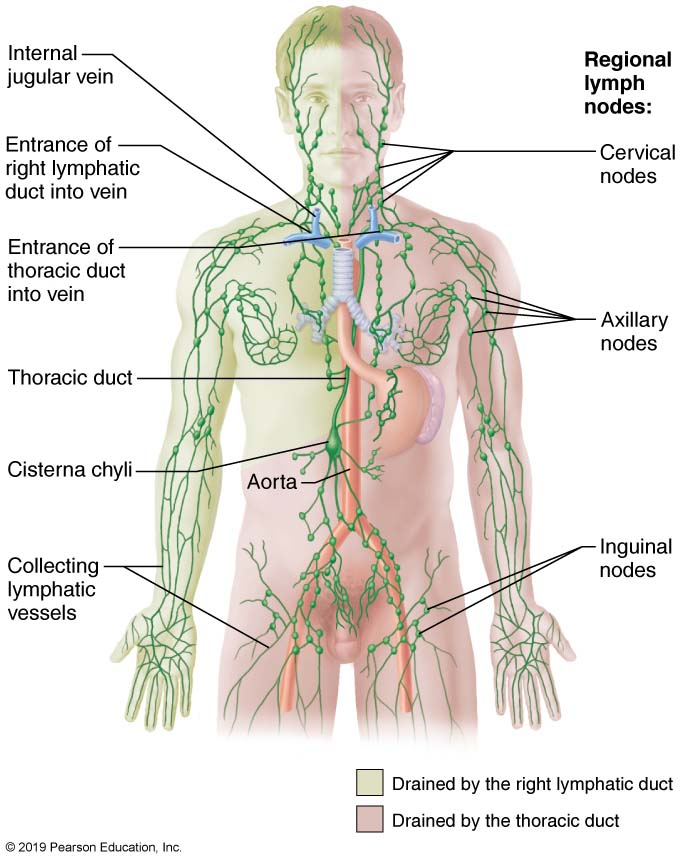 Internal
jugular vein
Entrance of
right lymphatic
duct into vein
Entrance of
thoracic duct
into vein
Thoracic duct
Cisterna chyli
Aorta
Collecting
lymphatic
vessels
Regional
lymph
nodes:
Cervical
nodes
Axillary
nodes
Inguinal
nodes
Drained by the right lymphatic duct
Drained by the thoracic duct
© 2019 Pearson Education, Inc.